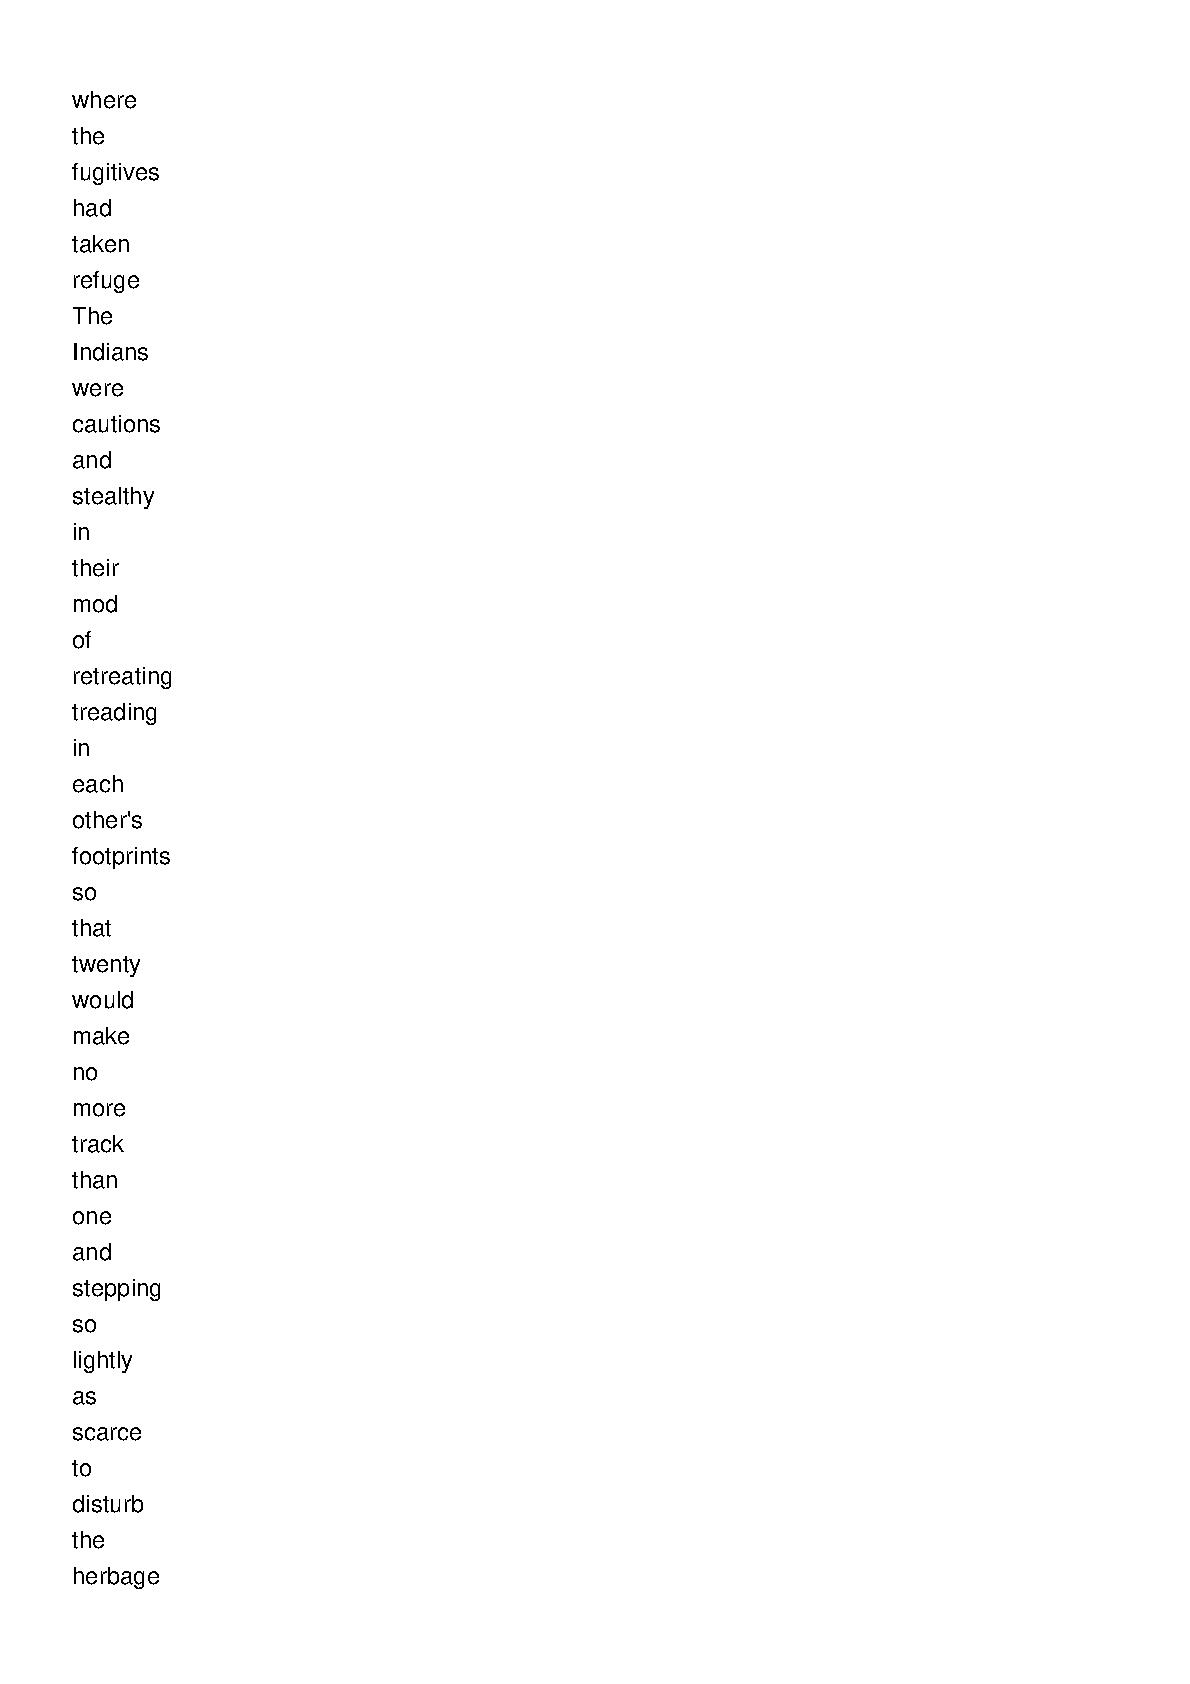 where
the
fugitives
had
taken
refuge
The
Indians
were
cautions
and
stealthy
in
their
mod
of
retreating
treading
in
each
other's
footprints
so
that
twenty
would
make
no
more
track
than
one
and
stepping
so
lightly
as
scarce
to
disturb
the
herbage